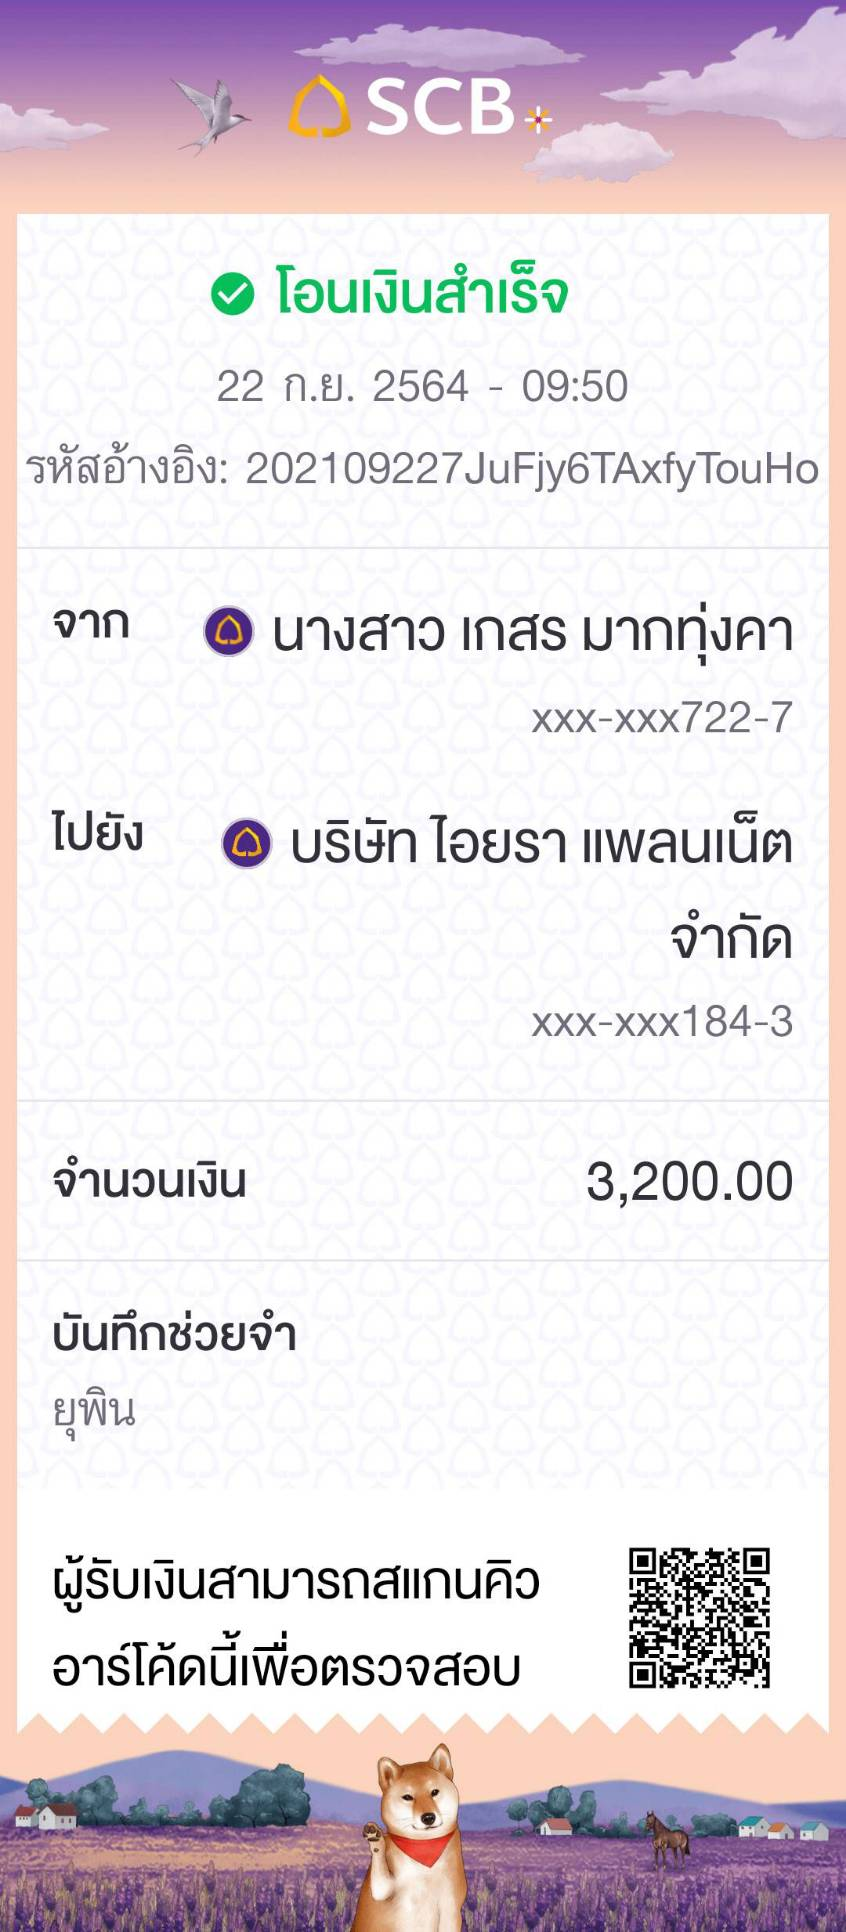 SCB
โอนเงินสำเร็จ
22 ก.ย. 2564 - 09:50
รหัสอ้างอิง: 202109227JuFjy6TAxfyTouHo
จาก นางสาว เกสร มากทุ่งคา
xxx-xxx722-7
ไปยัง บริษัท ไอยรา แพลนเน็ต
จำกัด
xxx-xxx184-3
จำนวนเงิน 3,200.00
บันทึกช่วยจำ
ยุพิน
ผู้รับเงินสามารถสแกนคิว
อาร์โค้ดนี้เพื่อตรวจสอบ